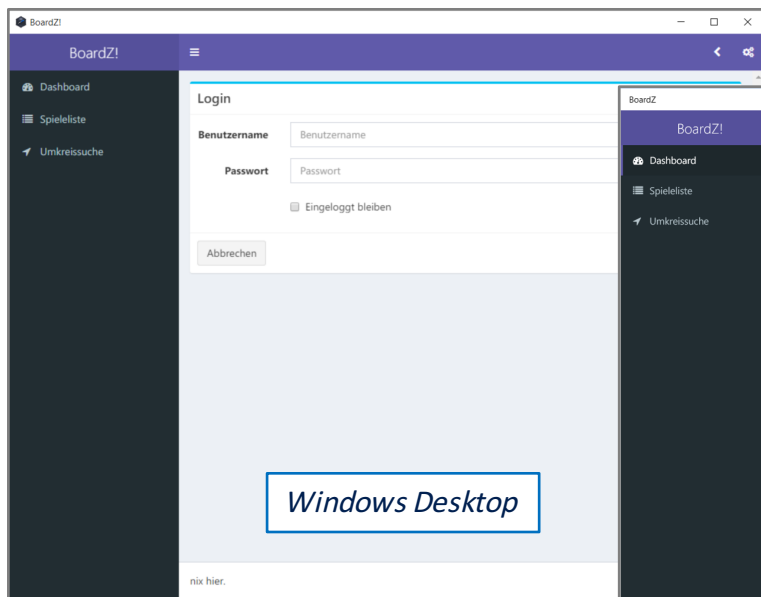 BoardZ!
BoardZ!
Dashboard
Spieleliste
Umkreissuche
Login
Benutzername Benutzername
Passwort Passwort
Eingeloggt bleiben
Abbrechen
Windows Desktop
nix hier.
BoardZ
BoardZ!
Dashboard
Spieleliste
Umkreissuche